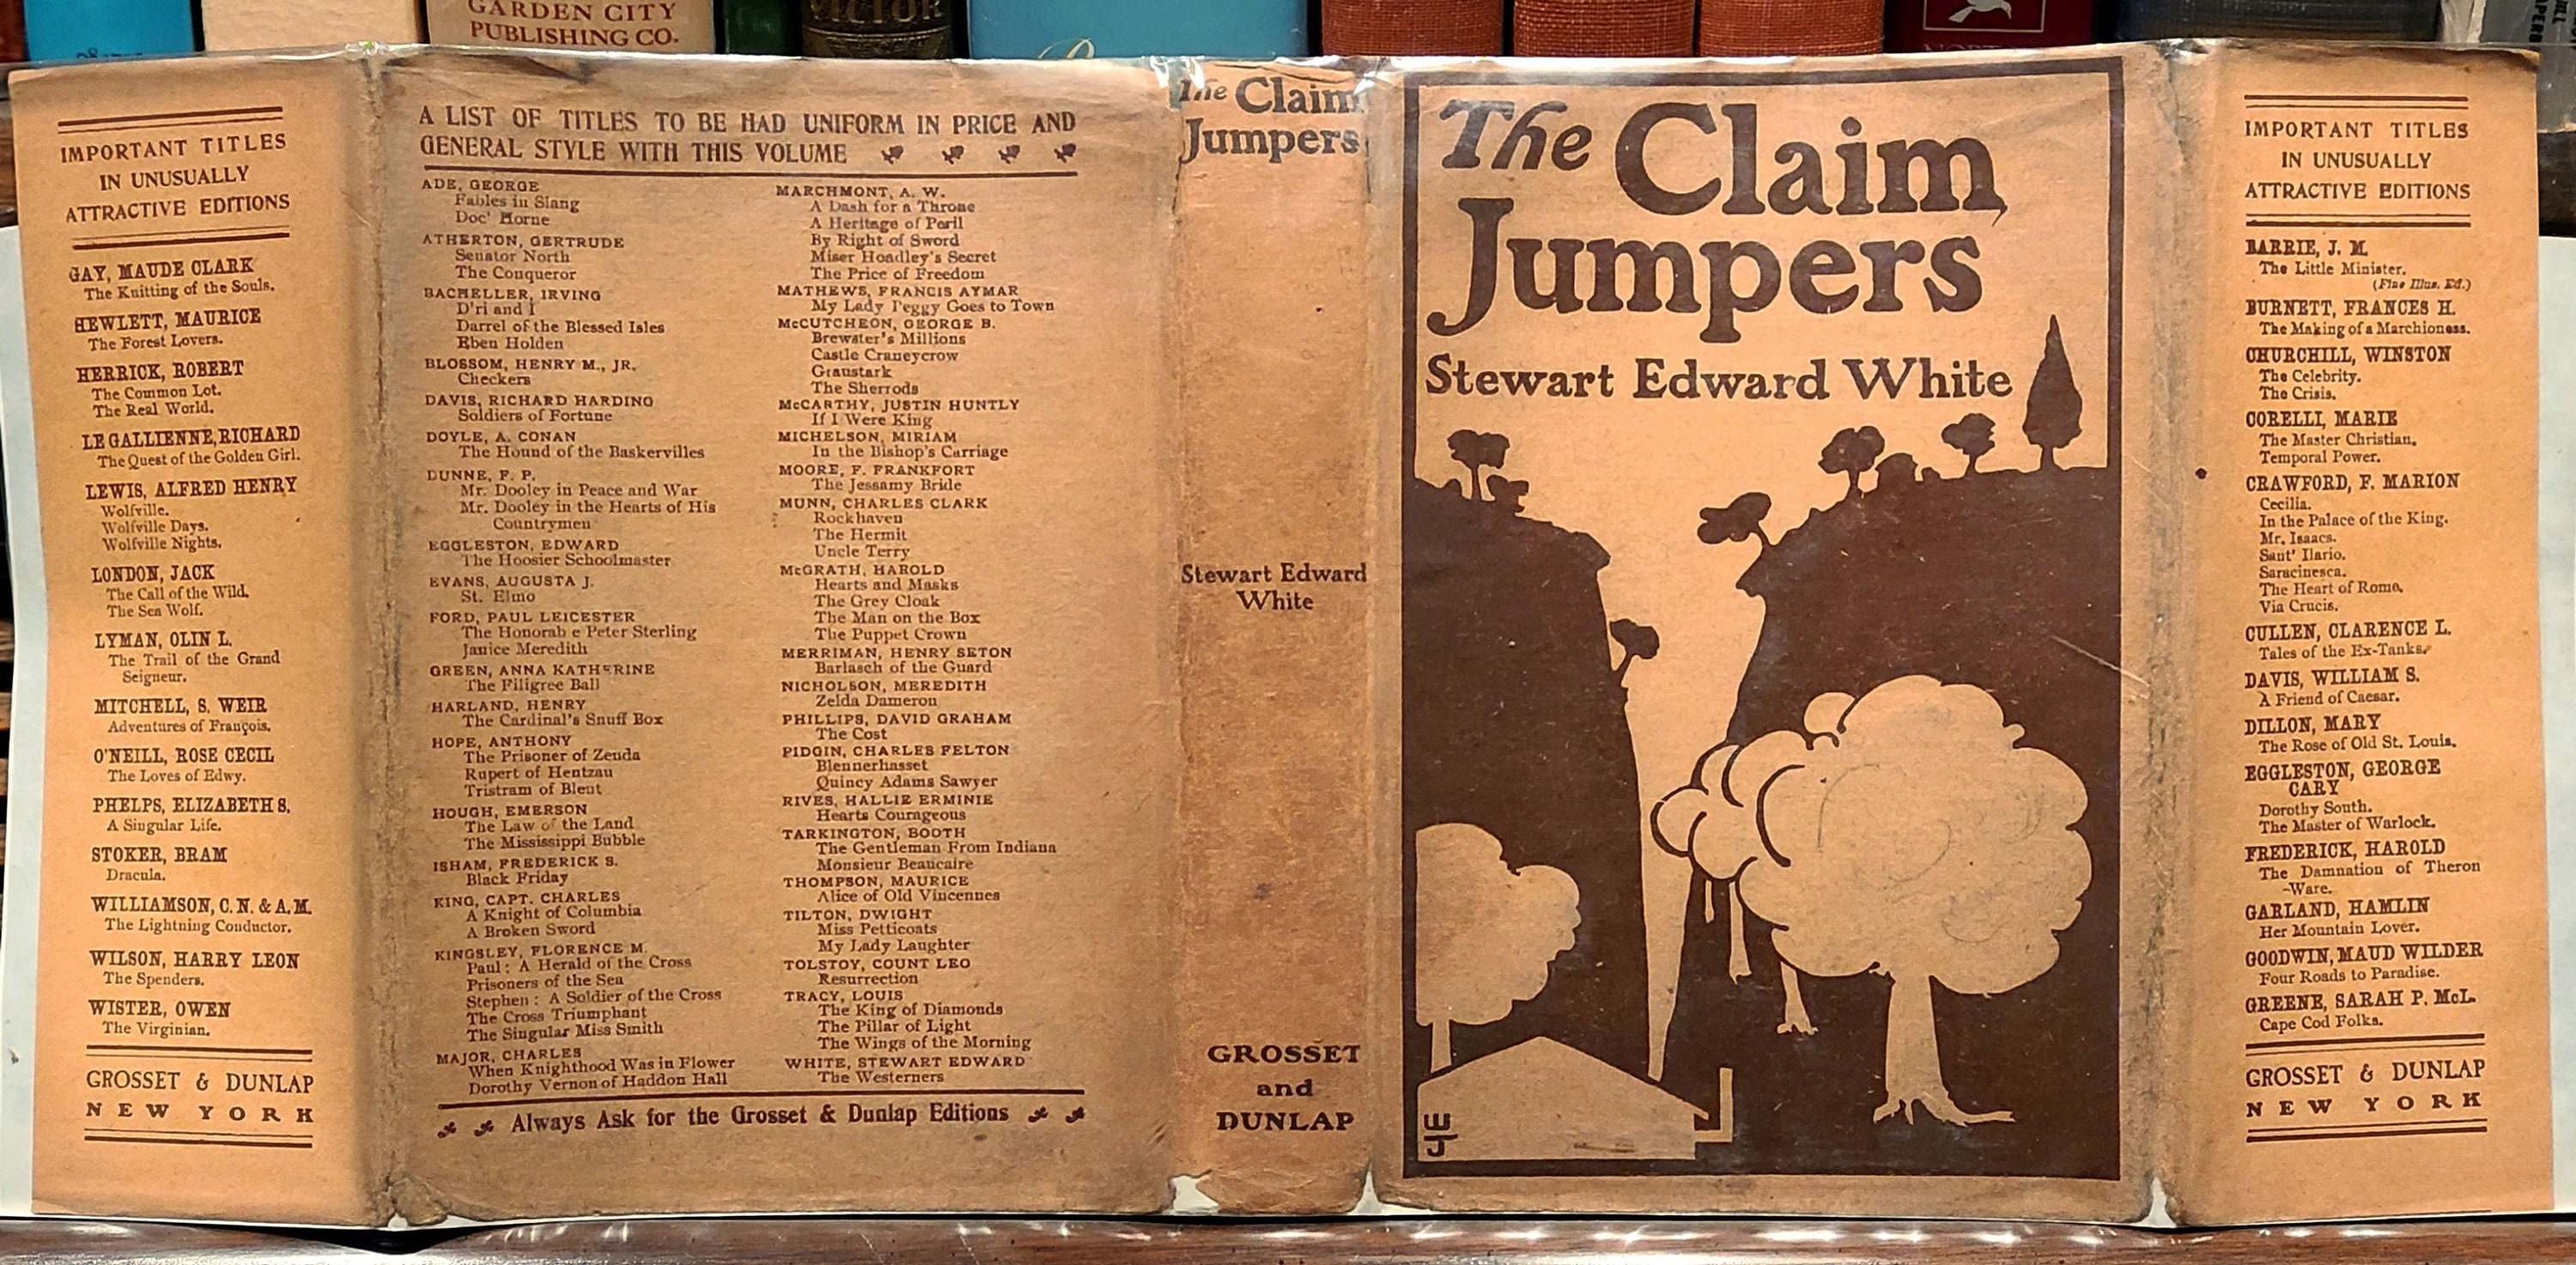 GARDEN CITY
PUBLISHING CO.
VICTOR
IMPORTANT TITLES
IN UNUSUALLY
ATTRACTIVE EDITIONS
GAY, MAUDE CLARK
The Knitting of the Souls.
HEWLETT, MAURICE
The Forest Lovers.
HERRICK, ROBERT
The Common Lot.
The Real World.
LE GALLIENNE, RICHARD
The Quest of the Golden Girl.
LEWIS, ALFRED HENRY
Wolfville.
Wolfville Days.
Wolfville Nights.
LONDON, JACK
The Call of the Wild.
The Sea Wolf.
LYMAN, OLIN L.
The Trail of the Grand
Seigneur.
MITCHELL, S. WEIR
Adventures of François.
O'NEILL, ROSE CECIL
The Loves of Edwy.
PHELPS, ELIZABETH S.
A Singular Life.
STOKER, BRAM
Dracula.
WILLIAMSON, C. N. & A. M.
The Lightning Conductor.
WILSON, HARRY LEON
The Spenders.
WISTER, OWEN
The Virginian.
GROSSET & DUNLAP
NEW YORK
A LIST OF TITLES TO BE HAD UNIFORM IN PRICE AND
GENERAL STYLE WITH THIS VOLUME
ADE, GEORGE
Fables in Slang
Doc' Horne
ATHERTON, GERTRUDE
Senator North
The Conqueror
BACHELLER, IRVING
D'ri and I
Darrel of the Blessed Isles
Eben Holden
BLOSSOM, HENRY M., JR.
Checkers
DAVIS, RICHARD HARDING
Soldiers of Fortune
DOYLE, A. CONAN
The Hound of the Baskervilles
DUNNE, F. P.
Mr. Dooley in Peace and War
Mr. Dooley in the Hearts of His
Countrymen
EGGLESTON, EDWARD
The Hoosier Schoolmaster
EVANS, AUGUSTA J.
St. Elmo
FORD, PAUL LEICESTER
The Honorab e Peter Sterling
Janice Meredith
GREEN, ANNA KATHERINE
The Filigree Ball
HARLAND, HENRY
The Cardinal's Snuff Box
HOPE, ANTHONY
The Prisoner of Zenda
Rupert of Hentzau
Tristram of Blent
HOUGH, EMERSON
The Law of the Land
The Mississippi Bubble
ISHAM, FREDERICK S.
Black Friday
KING, CAPT. CHARLES
A Knight of Columbia
A Broken Sword
KINGSLEY, FLORENCE M.
Paul: A Herald of the Cross
Prisoners of the Sea
Stephen: A Soldier of the Cross
The Cross Triumphant
The Singular Miss Smith
MAJOR, CHARLES
When Knighthood Was in Flower
Dorothy Vernon of Haddon Hall
MARCHMONT, A. W.
A Dash for a Throne
A Heritage of Peril
By Right of Sword
Miser Hoadley's Secret
The Price of Freedom
MATHEWS, FRANCIS AYMAR
My Lady Peggy Goes to Town
McCUTCHEON, GEORGE B.
Brewster's Millions
Castle Craneycrow
Graustark
The Sherrods
McCARTHY, JUSTIN HUNTLY
If I Were King
MICHELSON, MIRIAM
In the Bishop's Carriage
MOORE, F. FRANKFORT
The Jessamy Bride
MUNN, CHARLES CLARK
Rockhaven
The Hermit
Uncle Terry
McGRATH, HAROLD
Hearts and Masks
The Grey Cloak
The Man on the Box
The Puppet Crown
MERRIMAN, HENRY SETON
Barlasch of the Guard
NICHOLSON, MEREDITH
Zelda Dameron
PHILLIPS, DAVID GRAHAM
The Cost
PIDGIN, CHARLES FELTON
Blennerhasset
Quincy Adams Sawyer
RIVES, HALLIE ERMINIE
Hearts Courageous
TARKINGTON, BOOTH
The Gentleman From Indiana
Monsieur Beaucaire
THOMPSON, MAURICE
Alice of Old Vincennes
TILTON, DWIGHT
Miss Petticoats
My Lady Laughter
TOLSTOY, COUNT LEO
Resurrection
TRACY, LOUIS
The King of Diamonds
The Pillar of Light
The Wings of the Morning
WHITE, STEWART EDWARD
The Westerners
Always Ask for the Grosset & Dunlap Editions
The Claim
Jumpers
Stewart Edward
White
GROSSET
and
DUNLAP
The Claim
Jumpers
Stewart Edward White
IMPORTANT TITLES
IN UNUSUALLY
ATTRACTIVE EDITIONS
BARRIE, J. M.
The Little Minister.
(Fine Illus. Ed.)
BURNETT, FRANCES H.
The Making of a Marchioness.
CHURCHILL, WINSTON
The Celebrity.
The Crisis.
CORELLI, MARIE
The Master Christian.
Temporal Power.
CRAWFORD, F. MARION
Cecilia.
In the Palace of the King.
Mr. Isaacs.
Sant' Ilario.
Saracinesca.
The Heart of Rome.
Via Crucis.
CULLEN, CLARENCE L.
Tales of the Ex-Tanks.
DAVIS, WILLIAM S.
A Friend of Caesar.
DILLON, MARY
The Rose of Old St. Louis.
EGGLESTON, GEORGE
CARY
Dorothy South.
The Master of Warlock.
FREDERICK, HAROLD
The Damnation of Theron
-Ware.
GARLAND, HAMLIN
Her Mountain Lover.
GOODWIN, MAUD WILDER
Four Roads to Paradise.
GREENE, SARAH P. McL.
Cape Cod Folks.
GROSSET & DUNLAP
NEW YORK